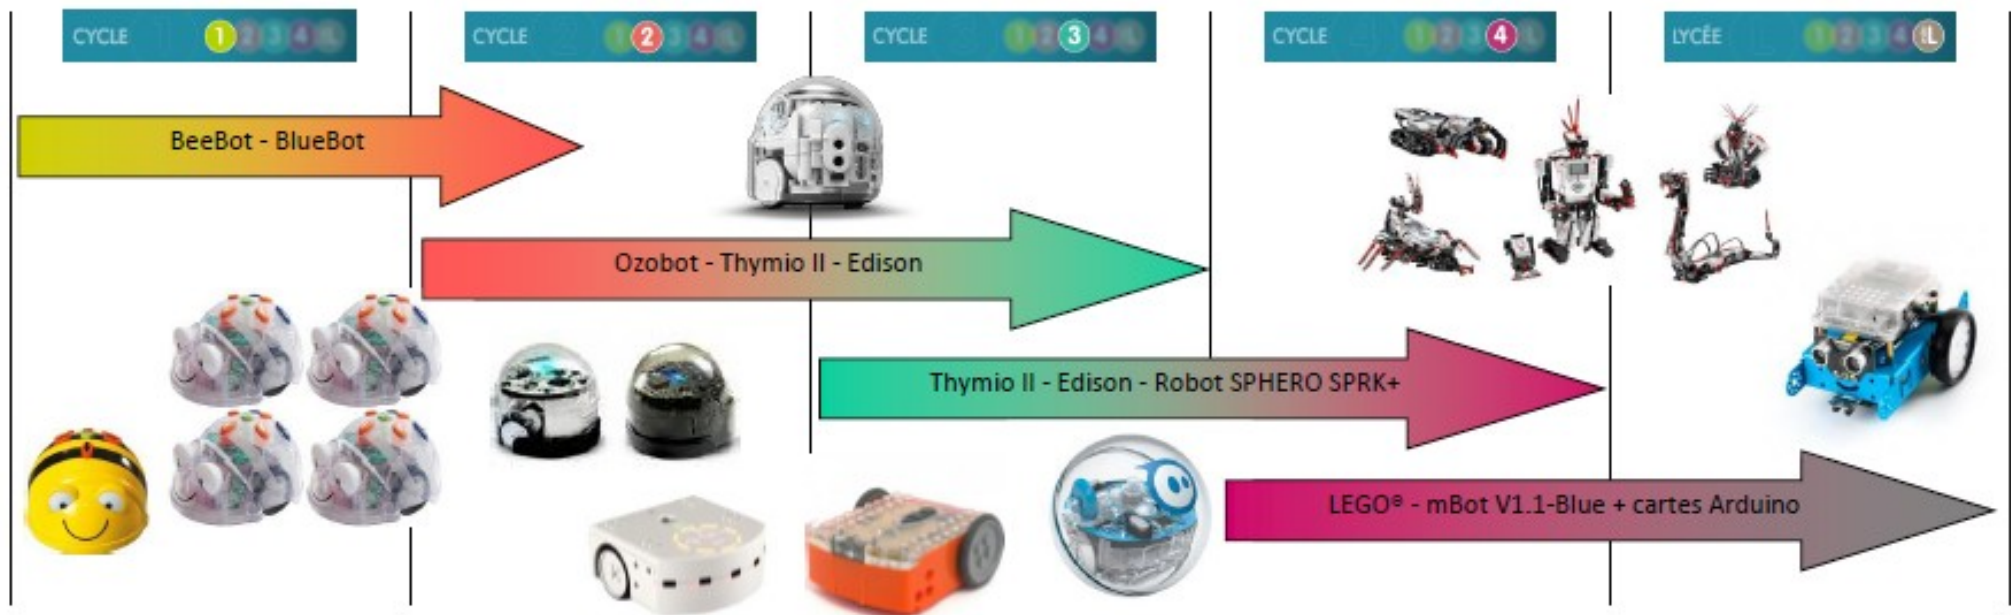 CYCLE 1 2 3 4 L
CYCLE 1 2 3 4 L
CYCLE 1 2 3 4 L
CYCLE 1 2 3 4 L
LYCÉE 1 2 3 4 L
BeeBot - BlueBot
Ozobot - Thymio II - Edison
Thymio II - Edison - Robot SPHERO SPRK+
LEGO® - mBot V1.1-Blue + cartes Arduino